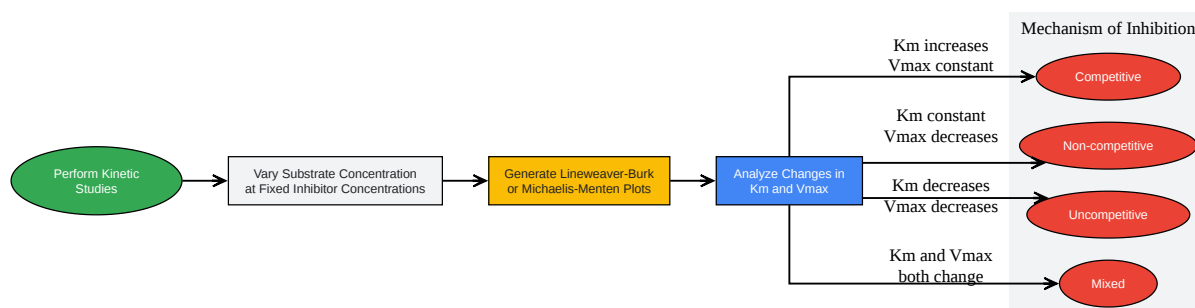 Mechanism of Inhibition
Km increases
Vmax constant
Competitive
Km constant
Vmax decreases
Non-competitive
Perform Kinetic
Studies
Vary Substrate Concentration
at Fixed Inhibitor Concentrations
Generate Lineweaver-Burk
or Michaelis-Menten Plots
Analyze Changes in
Km and Vmax
Km decreases
Vmax decreases
Uncompetitive
Km and Vmax
both change
Mixed